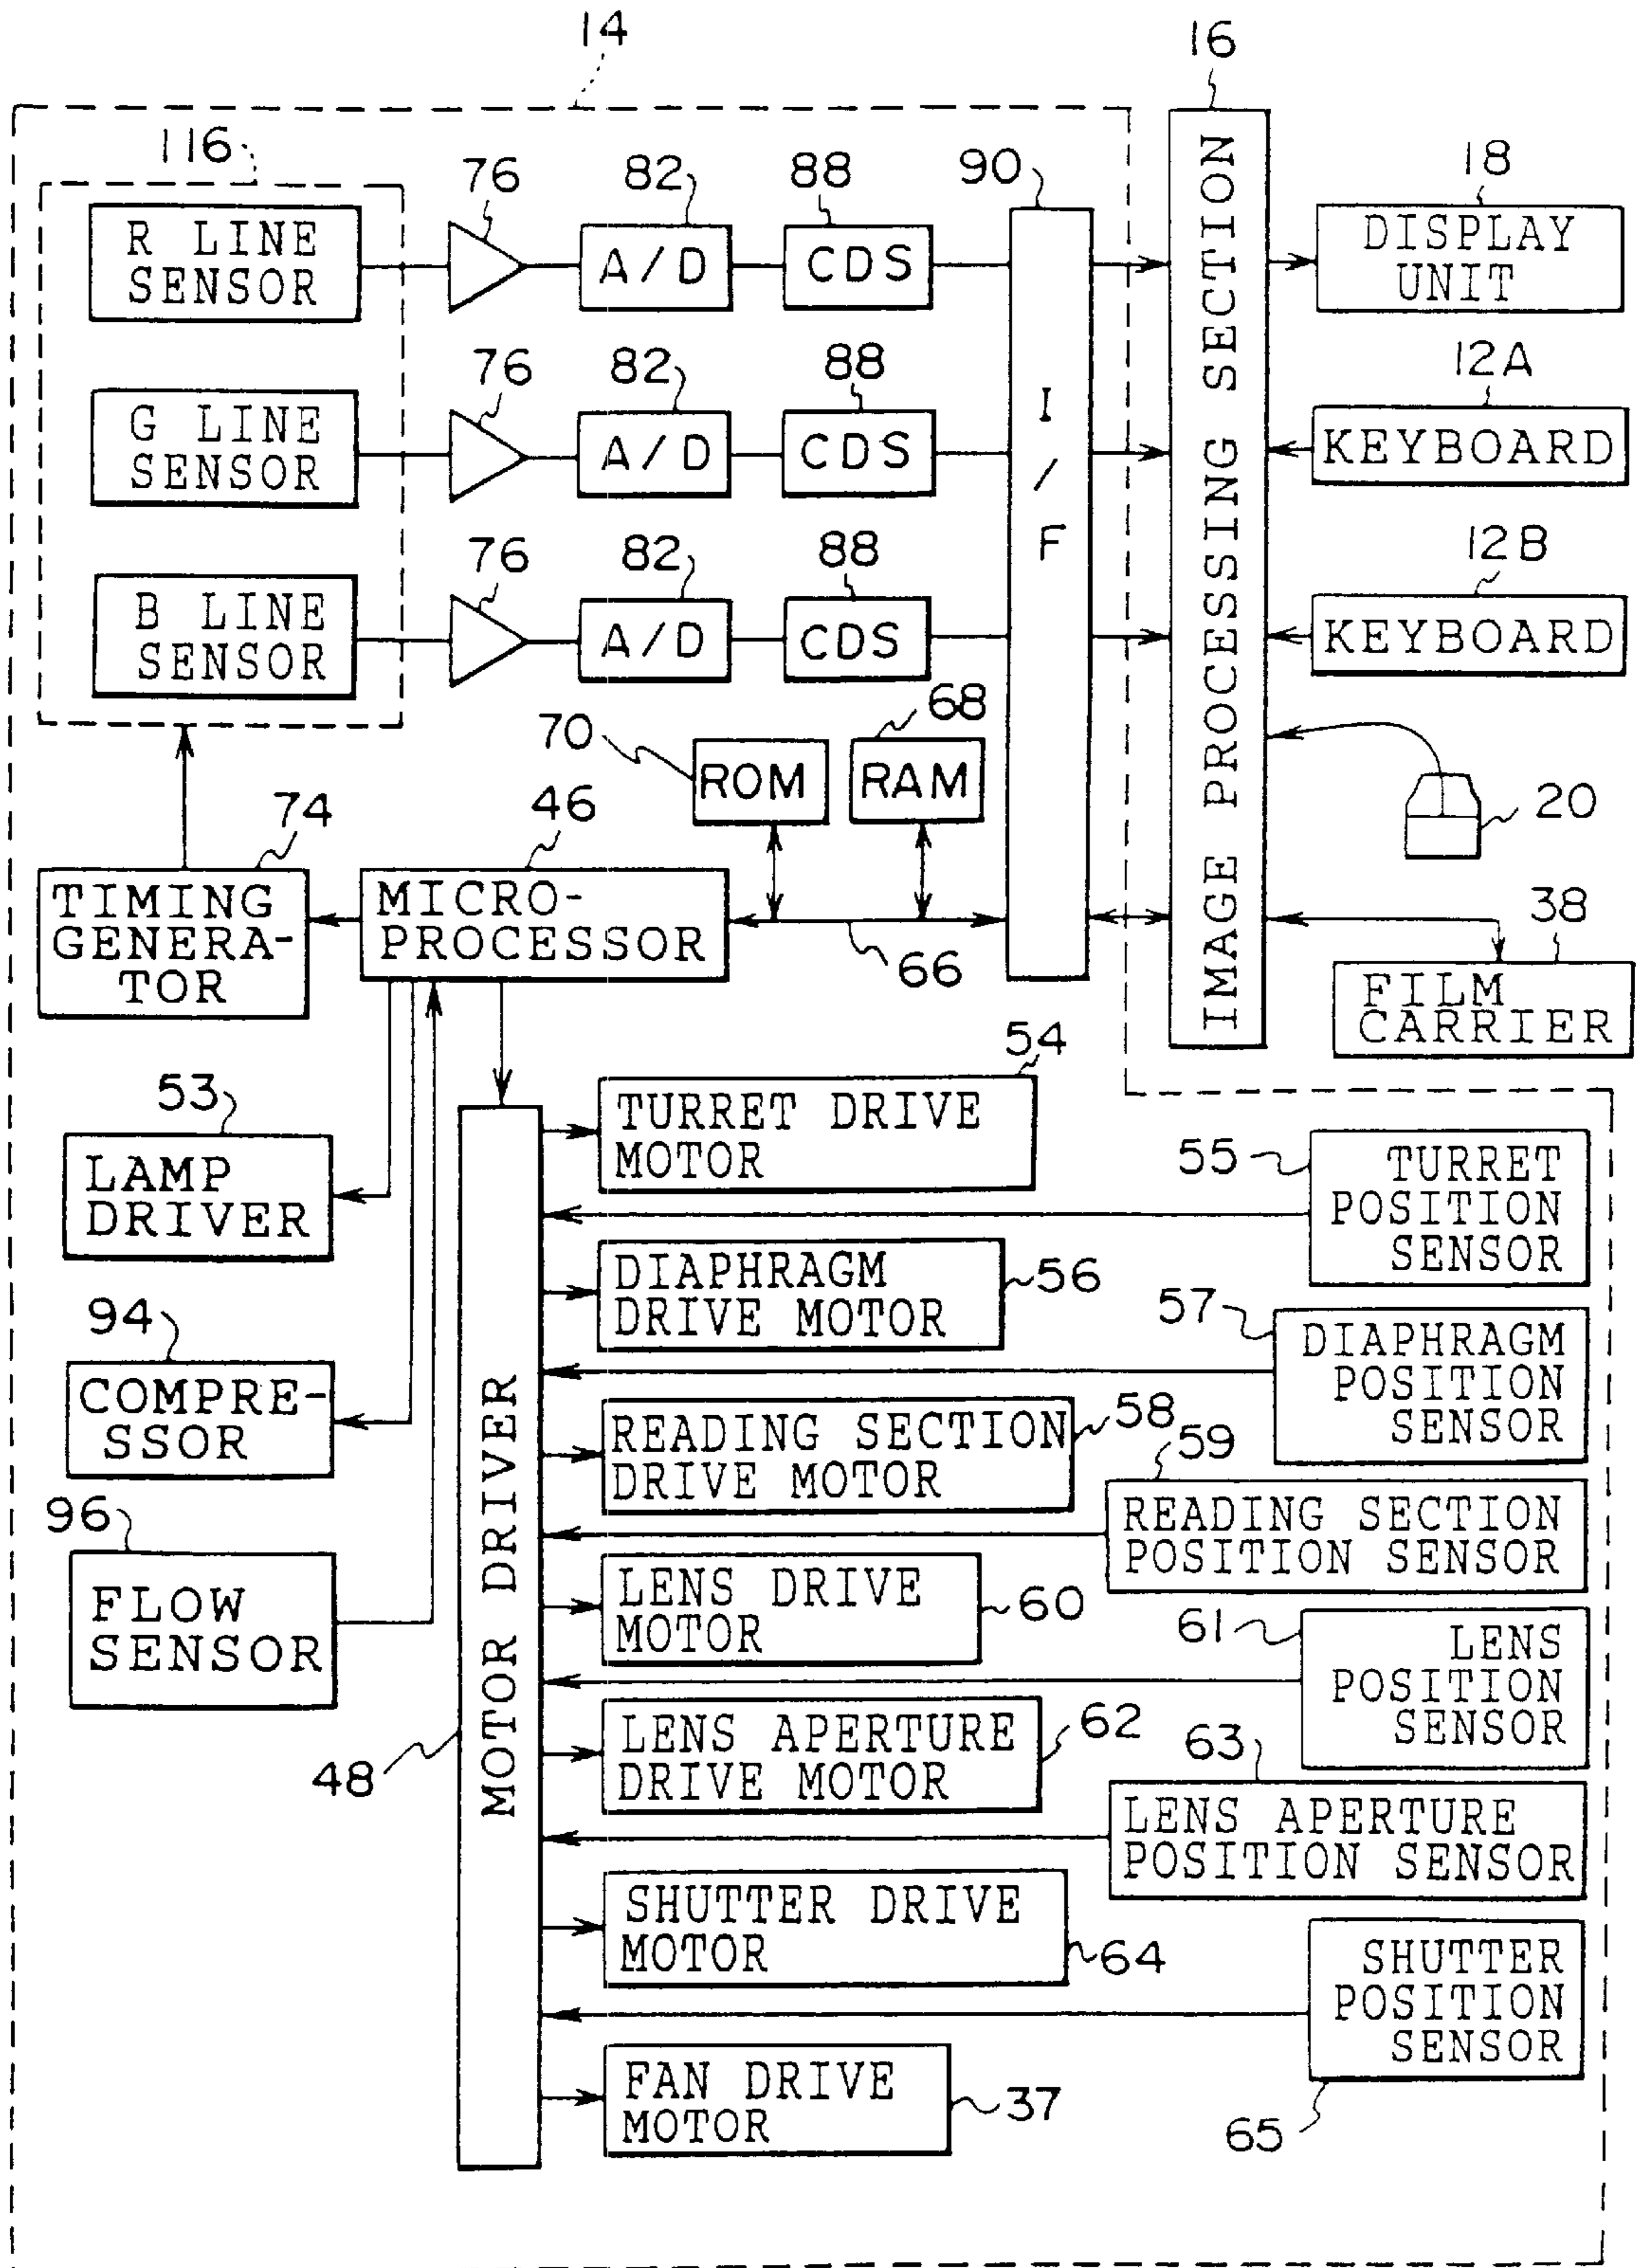 14
16
116
76
82
88
90
18
R LINE
SENSOR
A/D
CDS
DISPLAY
UNIT
76
82
88
12A
G LINE
SENSOR
A/D
CDS
I/F
KEYBOARD
76
82
88
12B
B LINE
SENSOR
A/D
CDS
KEYBOARD
IMAGE PROCESSING SECTION
70
68
ROM
RAM
20
74
46
TIMING
GENERA-
TOR
MICRO-
PROCESSOR
66
38
FILM
CARRIER
54
53
TURRET DRIVE
MOTOR
55
TURRET
POSITION
SENSOR
LAMP
DRIVER
DIAPHRAGM
DRIVE MOTOR
56
57
DIAPHRAGM
POSITION
SENSOR
94
COMPRE-
SSOR
READING SECTION
DRIVE MOTOR
58
59
READING SECTION
POSITION SENSOR
96
FLOW
SENSOR
LENS DRIVE
MOTOR
60
61
LENS
POSITION
SENSOR
MOTOR DRIVER
48
LENS APERTURE
DRIVE MOTOR
62
63
LENS APERTURE
POSITION SENSOR
SHUTTER DRIVE
MOTOR
64
SHUTTER
POSITION
SENSOR
65
FAN DRIVE
MOTOR
37